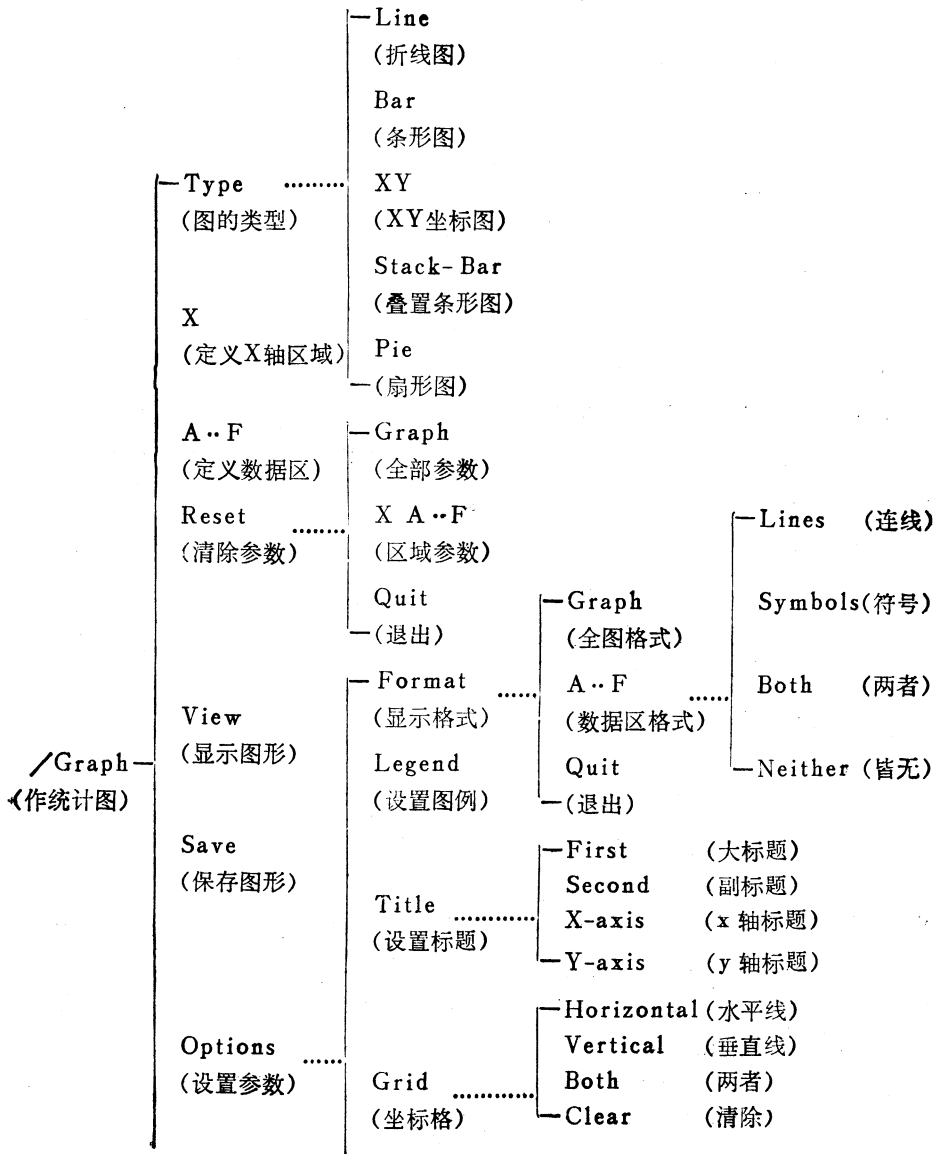 Line
(折线图)
Bar
(条形图)
Type ………
XY
(图的类型)
(XY坐标图)
Stack-Bar
(叠置条形图)
X
(定义X轴区域)
Pie
(扇形图)
A‥F
(定义数据区)
Graph
(全部参数)
Reset ………
(清除参数)
X A‥F
(区域参数)
Quit
(退出)
Lines (连线)
Symbols(符号)
Both (两者)
Neither (皆无)
Graph
(全图格式)
A‥F ……
(数据区格式)
Quit
(退出)
Format ……
(显示格式)
Legend
(设置图例)
View
(显示图形)
/Graph
(作统计图)
Save
(保存图形)
Title …………
(设置标题)
First (大标题)
Second (副标题)
X-axis (x 轴标题)
Y-axis (y 轴标题)
Options ……
(设置参数)
Grid …………
(坐标格)
Horizontal(水平线)
Vertical (垂直线)
Both (两者)
Clear (清除)